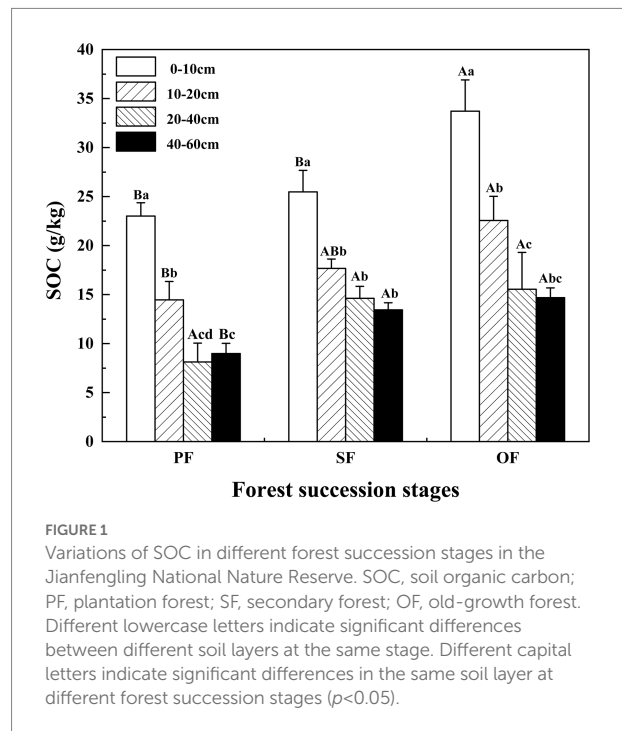 40
35
30
25
20
15
10
5
0
SOC (g/kg)
0-10cm
10-20cm
20-40cm
40-60cm
Ba
Bb
Acd
Bc
Ba
ABb
Ab
Ab
Aa
Ab
Ac
Abc
PF
SF
OF
Forest succession stages
FIGURE 1
Variations of SOC in different forest succession stages in the
Jianfengling National Nature Reserve. SOC, soil organic carbon;
PF, plantation forest; SF, secondary forest; OF, old-growth forest.
Different lowercase letters indicate significant differences
between different soil layers at the same stage. Different capital
letters indicate significant differences in the same soil layer at
different forest succession stages (p<0.05).